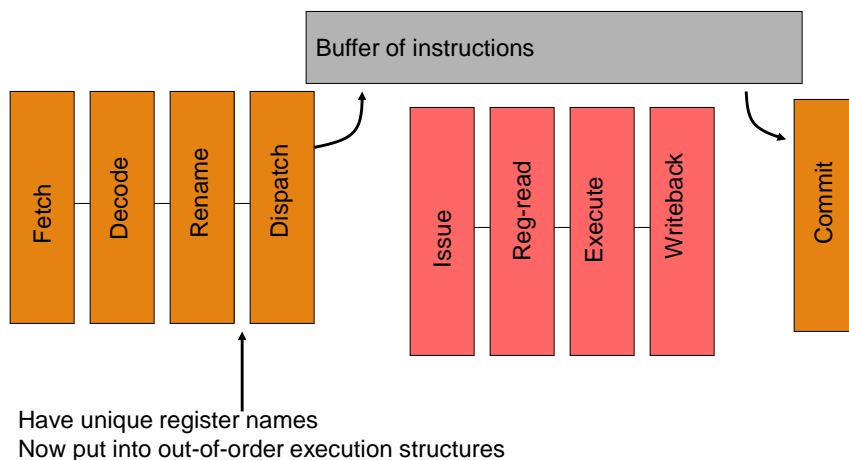 Buffer of instructions
Fetch
Decode
Rename
Dispatch
Issue
Reg-read
Execute
Writeback
Commit
Have unique register names
Now put into out-of-order execution structures